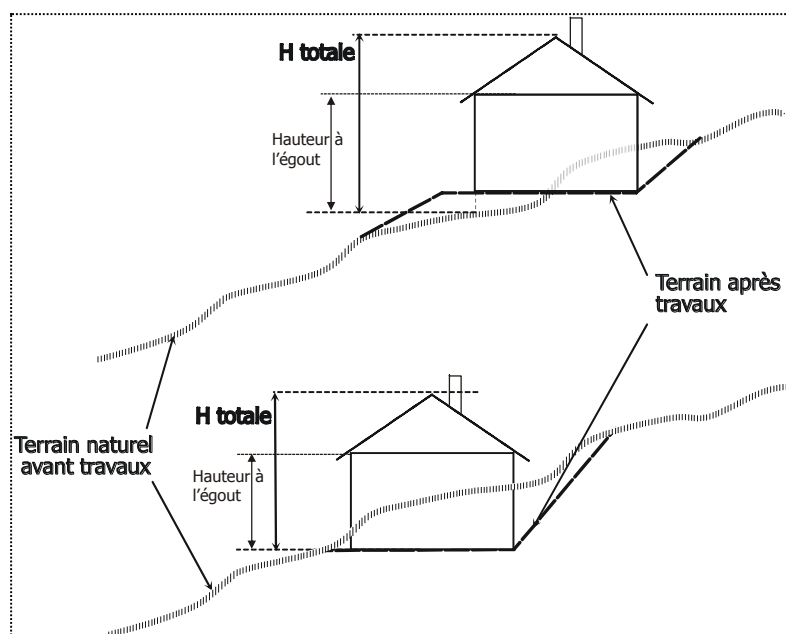 H totale
Hauteur à
l'égout
Terrain après
travaux
H totale
Terrain naturel
avant travaux
Hauteur à
l'égout